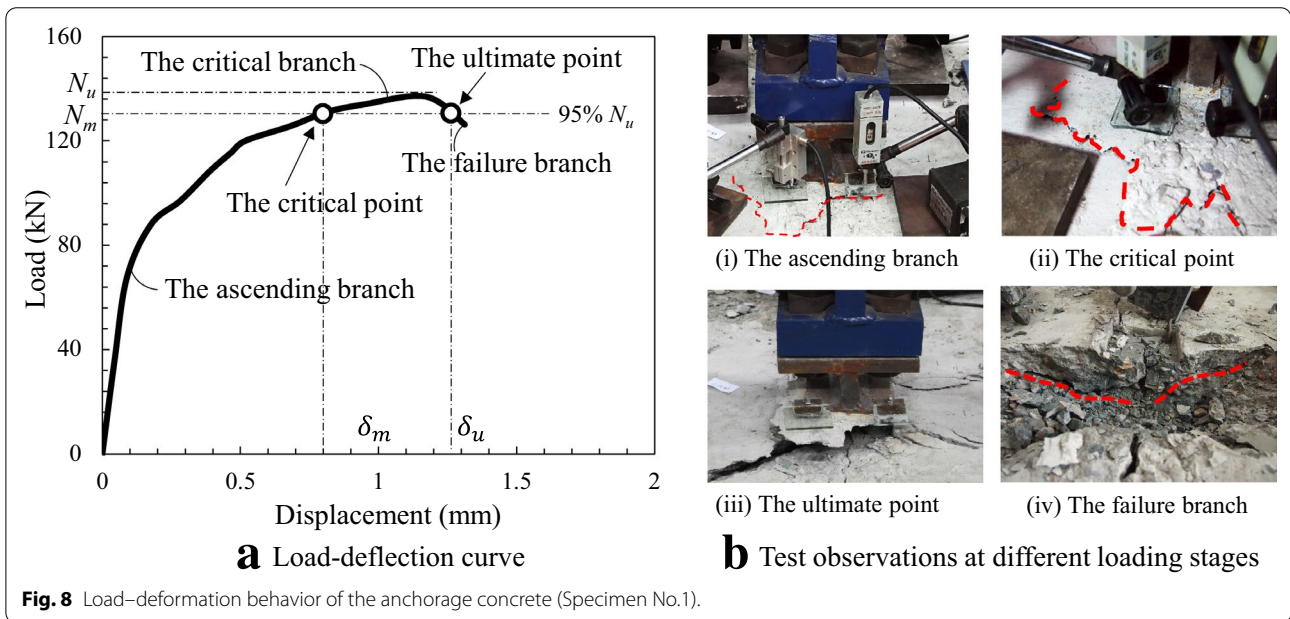 160
120
80
40
0
Load (kN)
N_u
N_m
The critical branch
The ultimate point
95% N_u
The failure branch
The critical point
The ascending branch
δ_m
δ_u
0
0.5
1
1.5
2
Displacement (mm)
a Load-deflection curve
(i) The ascending branch
(ii) The critical point
(iii) The ultimate point
(iv) The failure branch
b Test observations at different loading stages
Fig. 8 Load–deformation behavior of the anchorage concrete (Specimen No.1).